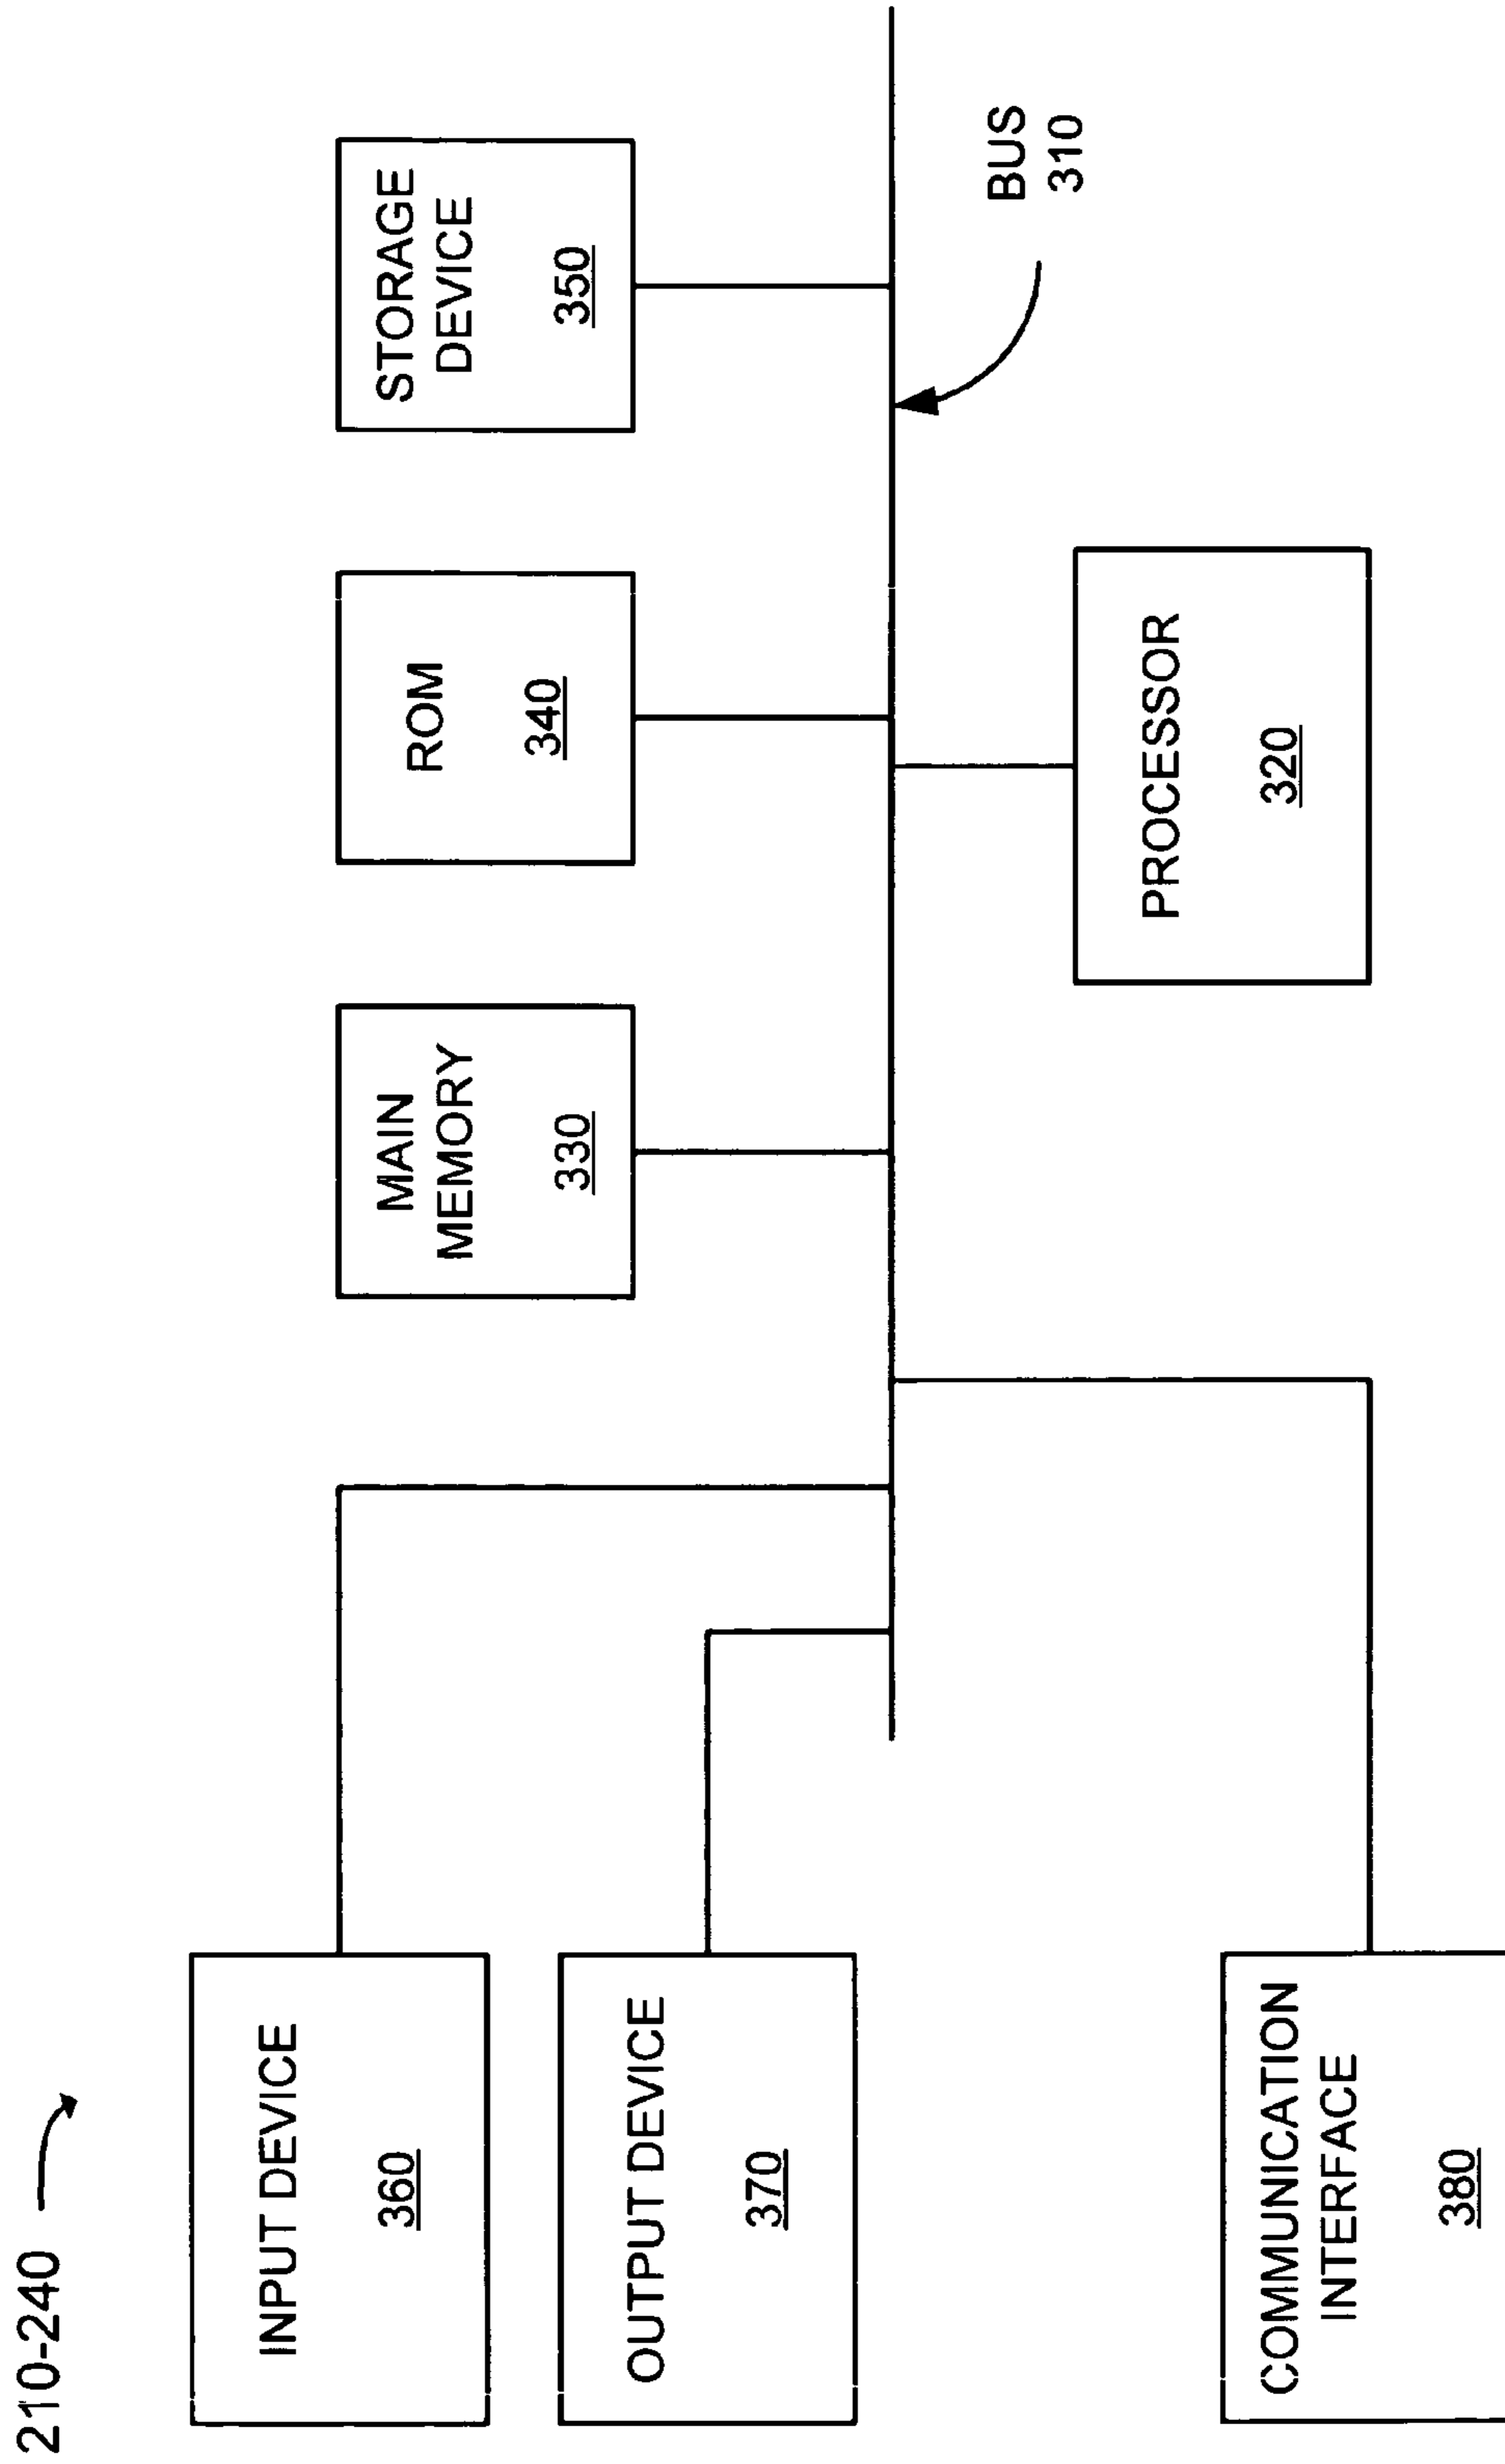 210-240
INPUT DEVICE
360
OUTPUT DEVICE
370
COMMUNICATION
INTERFACE
380
MAIN
MEMORY
330
ROM
340
STORAGE
DEVICE
350
PROCESSOR
320
BUS
310